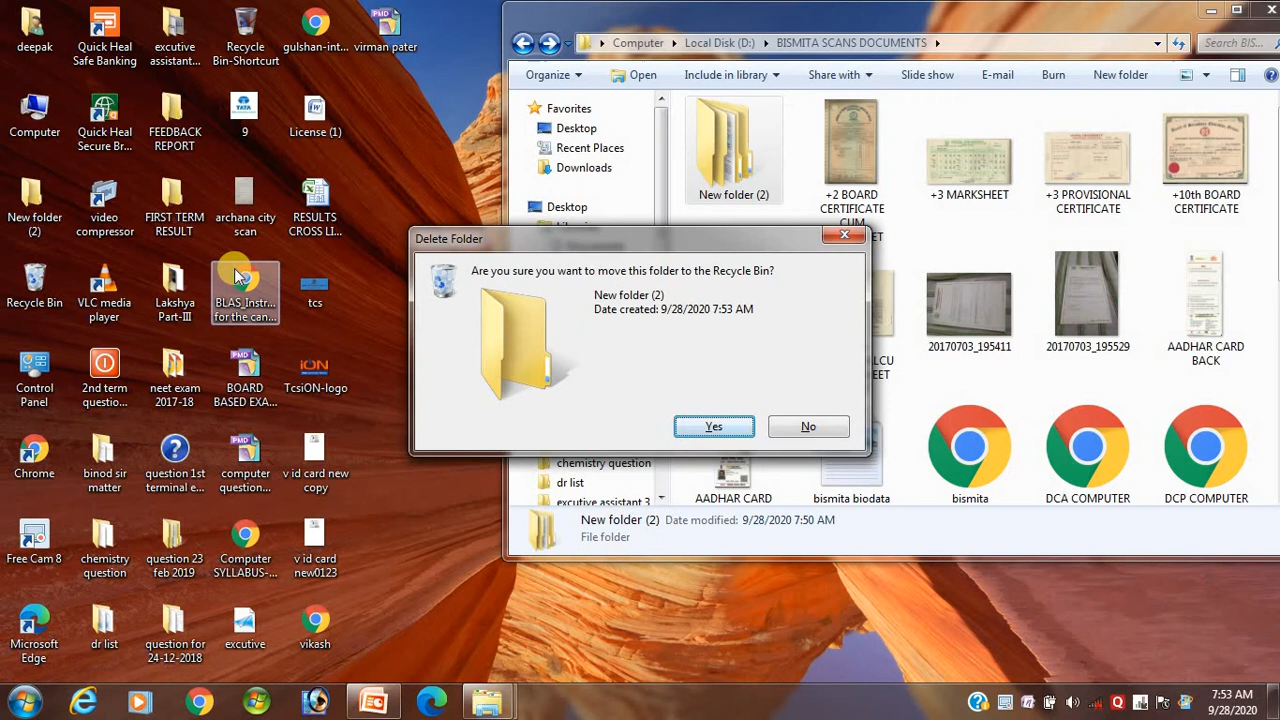 Deepak
Quick Heal
Safe Banking
excutive
assistant...
Recycle
Bin-Shortcut
gulshan-int...
virman pater
Computer
Quick Heal
Secure Br...
FEEDBACK
REPORT
TATA
9
License (1)
New folder
(2)
video
compressor
FIRST TERM
RESULT
archana city
scan
RESULTS
CROSS LI...
Recycle Bin
VLC media
player
Lakshya
Part-III
BLAS_Instr...
for the can...
tcs
Control
Panel
2nd term
questio...
neet exam
2017-18
BOARD
BASED EXA...
iON
TcsiON-logo
Chrome
binod sir
matter
question 1st
terminal e...
computer
question...
v id card new
copy
Free Cam 8
chemistry
question
question 23
feb 2019
Computer
SYLLABUS-...
v id card
new0123
Microsoft
Edge
dr list
question for
24-12-2018
excutive
vikash
Computer
Local Disk (D:)
BISMITA SCANS DOCUMENTS
Search BIS...
Organize
Open
Include in library
Share with
Slide show
E-mail
Burn
New folder
Favorites
Desktop
Recent Places
Downloads
Desktop
chemistry question
dr list
excutive assistant 3
New folder (2)
+2 BOARD
CERTIFICATE
CUM
+3 MARKSHEET
+3 PROVISIONAL
CERTIFICATE
+10th BOARD
CERTIFICATE
20170703_195411
20170703_195529
AADHAR CARD
BACK
AADHAR CARD
bismita biodata
bismita
DCA COMPUTER
DCP COMPUTER
New folder (2)
Date modified: 9/28/2020 7:50 AM
File folder
Delete Folder
Are you sure you want to move this folder to the Recycle Bin?
New folder (2)
Date created: 9/28/2020 7:53 AM
Yes
No
7:53 AM
9/28/2020